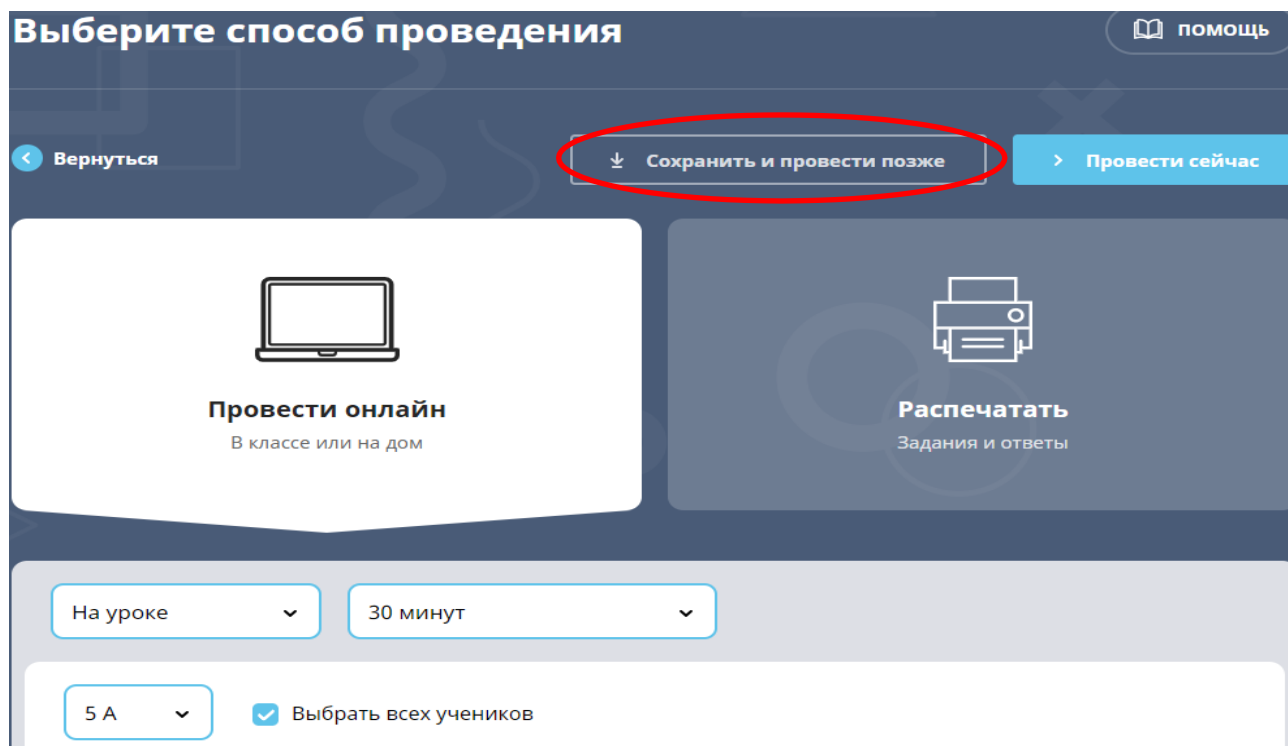 Выберите способ проведения
ПОМОЩЬ
Вернуться
Сохранить и провести позже
Провести сейчас
Провести онлайн
В классе или на дом
Распечатать
Задания и ответы
На уроке
30 минут
5 А
Выбрать всех учеников